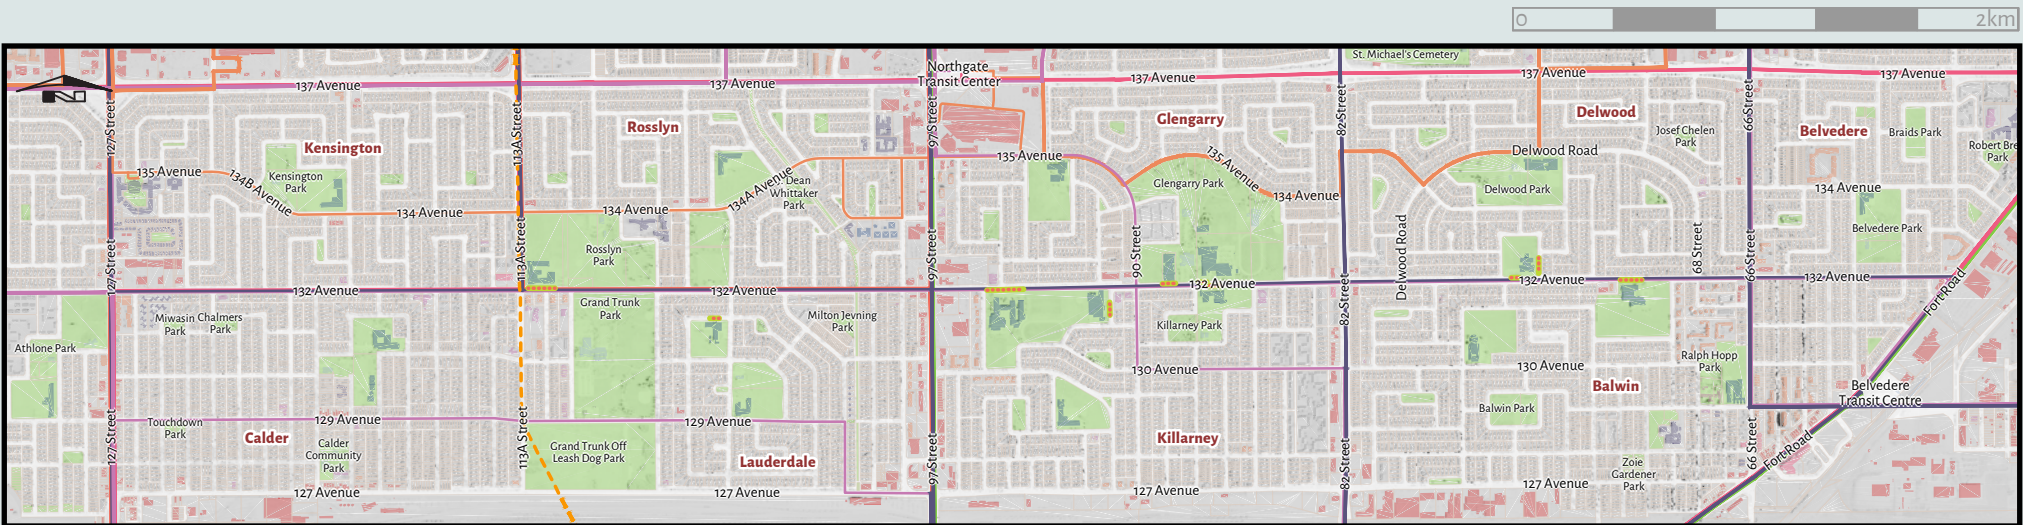 0 2km
St. Michael's Cemetery
Northgate
Transit Center
137 Avenue
137 Avenue
137 Avenue
137 Avenue
137 Avenue
127 Street
113A Street
97 Street
82 Street
66 Street
Kensington
Rosslyn
Glengarry
Delwood
Belvedere
Josef Chelen
Park
Braids Park
Robert Bre
Park
135 Avenue
134B Avenue
Kensington
Park
134 Avenue
134 Avenue
134A Avenue
Dean
Whittaker
Park
135 Avenue
135 Avenue
Glengarry Park
134 Avenue
Delwood Road
Delwood Park
134 Avenue
Belvedere Park
127 Street
113A Street
Rosslyn
Park
97 Street
90 Street
82 Street
Delwood Road
68 Street
66 Street
132 Avenue
132 Avenue
132 Avenue
132 Avenue
132 Avenue
Fort Road
Athlone Park
Miwasin
Park
Chalmers
Park
Grand Trunk
Park
Milton Jevning
Park
Killarney Park
130 Avenue
130 Avenue
Ralph Hopp
Park
Balwin
Belvedere
Transit Centre
Balwin Park
127 Street
Touchdown
Park
129 Avenue
Calder
Calder
Community
Park
113A Street
Grand Trunk Off
Leash Dog Park
129 Avenue
Lauderdale
97 Street
Killarney
82 Street
66 Street
Fort Road
Zoie
Gardener
Park
127 Avenue
127 Avenue
127 Avenue
127 Avenue